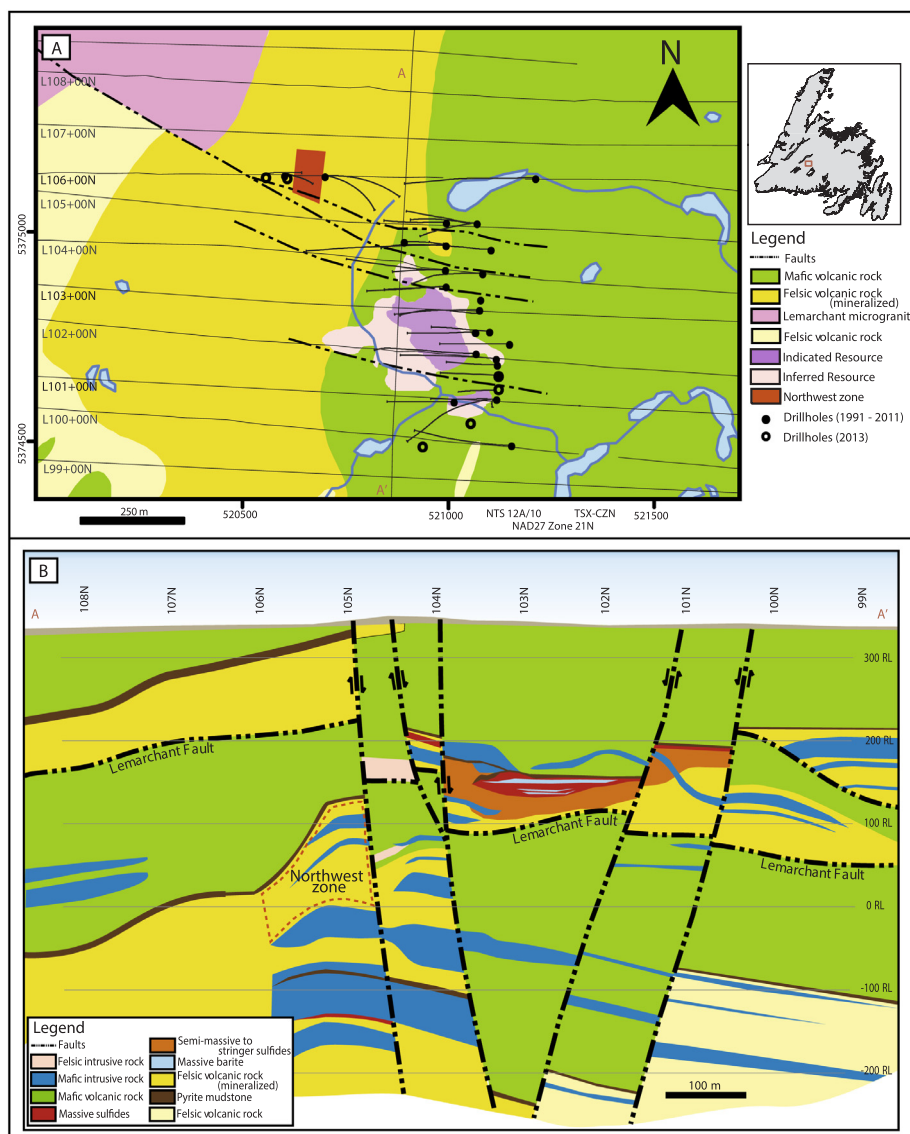 A
N
A
L108+00N
L107+00N
L106+00N
L105+00N
L104+00N
L103+00N
L102+00N
L101+00N
L100+00N
L99+00N
A'
5375000
5374500
250 m
520500
521000
521500
NTS 12A/10
TSX-CZN
NAD27 Zone 21N
Legend
Faults
Mafic volcanic rock
Felsic volcanic rock
(mineralized)
Lemarchant microgranit
Felsic volcanic rock
Indicated Resource
Inferred Resource
Northwest zone
Drillholes (1991 - 2011)
Drillholes (2013)
B
A
108N
107N
106N
105N
104N
103N
102N
101N
100N
99N
A'
300 RL
200 RL
100 RL
0 RL
-100 RL
-200 RL
Lemarchant Fault
Lemarchant Fault
Lemarchant Fault
Northwest
zone
100 m
Legend
Faults
Felsic intrusive rock
Mafic intrusive rock
Mafic volcanic rock
Massive sulfides
Semi-massive to
stringer sulfides
Massive barite
Felsic volcanic rock
(mineralized)
Pyrite mudstone
Felsic volcanic rock